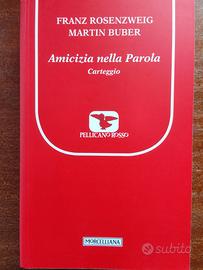 FRANZ ROSENZWEIG
MARTIN BUBER
Amicizia nella Parola
Carteggio
PELLICANO ROSSO
MORCELLIANA
subito